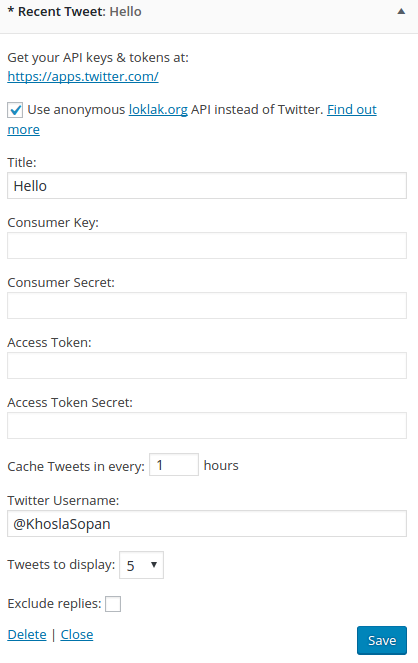 * Recent Tweet: Hello
Get your API keys & tokens at:
https://apps.twitter.com/
Use anonymous loklak.org API instead of Twitter. Find out
more
Title:
Hello
Consumer Key:
Consumer Secret:
Access Token:
Access Token Secret:
Cache Tweets in every: 1 hours
Twitter Username:
@KhoslaSopan
Tweets to display: 5
Exclude replies:
Delete | Close Save